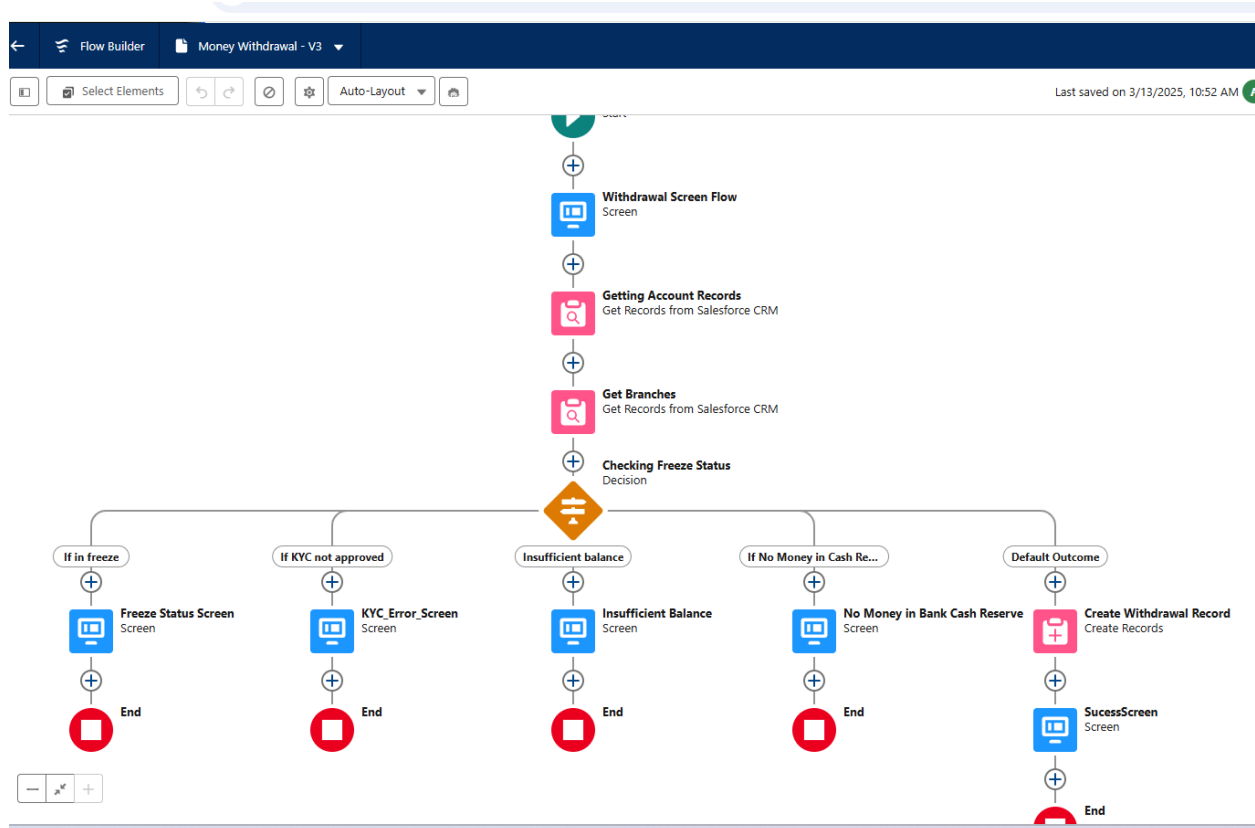 Flow Builder
Money Withdrawal - V3
Select Elements
Auto-Layout
Last saved on 3/13/2025, 10:52 AM
Start
Withdrawal Screen Flow
Screen
Getting Account Records
Get Records from Salesforce CRM
Get Branches
Get Records from Salesforce CRM
Checking Freeze Status
Decision
If in freeze
If KYC not approved
Insufficient balance
If No Money in Cash Re...
Default Outcome
Freeze Status Screen
Screen
KYC_Error_Screen
Screen
Insufficient Balance
Screen
No Money in Bank Cash Reserve
Screen
Create Withdrawal Record
Create Records
End
End
End
End
SucessScreen
Screen
End